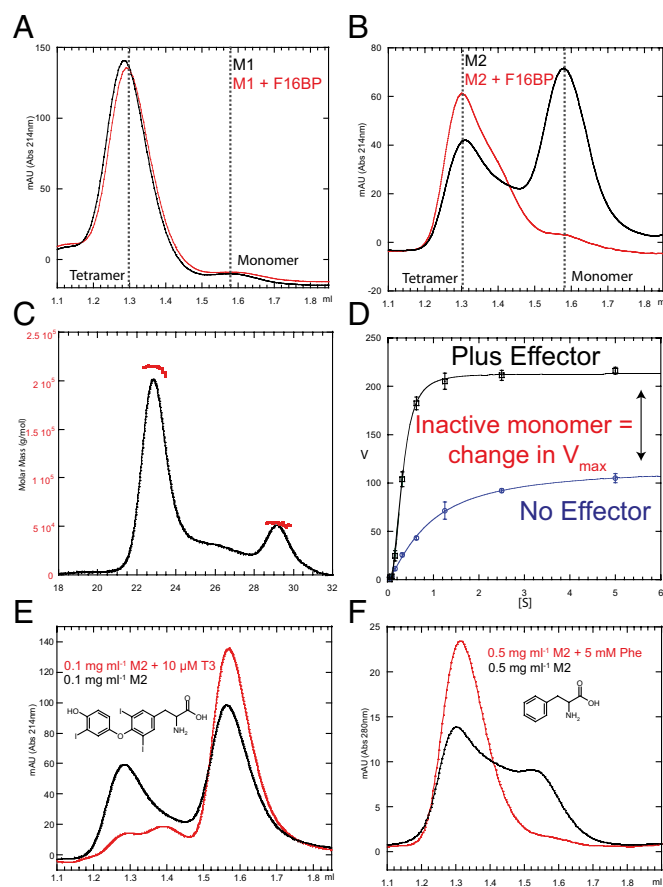 A
M1
M1 + F16BP
mAU (Abs 214nm)
150
100
50
0
Tetramer
Monomer
1.1 1.2 1.3 1.4 1.5 1.6 1.7 1.8 ml
B
M2
M2 + F16BP
mAU (Abs 214nm)
80
60
40
20
0
-20
Tetramer
Monomer
1.1 1.2 1.3 1.4 1.5 1.6 1.7 1.8
C
Molar Mass (g/mol)
2.5 10⁵
2 10⁵
1.5 10⁵
1 10⁵
5 10⁴
0
18 20 22 24 26 28 30 32
D
V
250
200
150
100
50
0
Plus Effector
Inactive monomer =
change in Vmax
No Effector
0 1 2 3 4 5 6
[S]
E
0.1 mg ml⁻¹ M2 + 10 µM T3
0.1 mg ml⁻¹ M2
mAU (Abs 214nm)
140
120
100
80
60
40
20
0
HO
I
O
I
I
O
OH
NH₂
1.1 1.2 1.3 1.4 1.5 1.6 1.7 1.8 ml
F
0.5 mg ml⁻¹ M2 + 5 mM Phe
0.5 mg ml⁻¹ M2
mAU (Abs 280nm)
25
20
15
10
5
0
O
OH
NH₂
1.1 1.2 1.3 1.4 1.5 1.6 1.7 1.8 ml